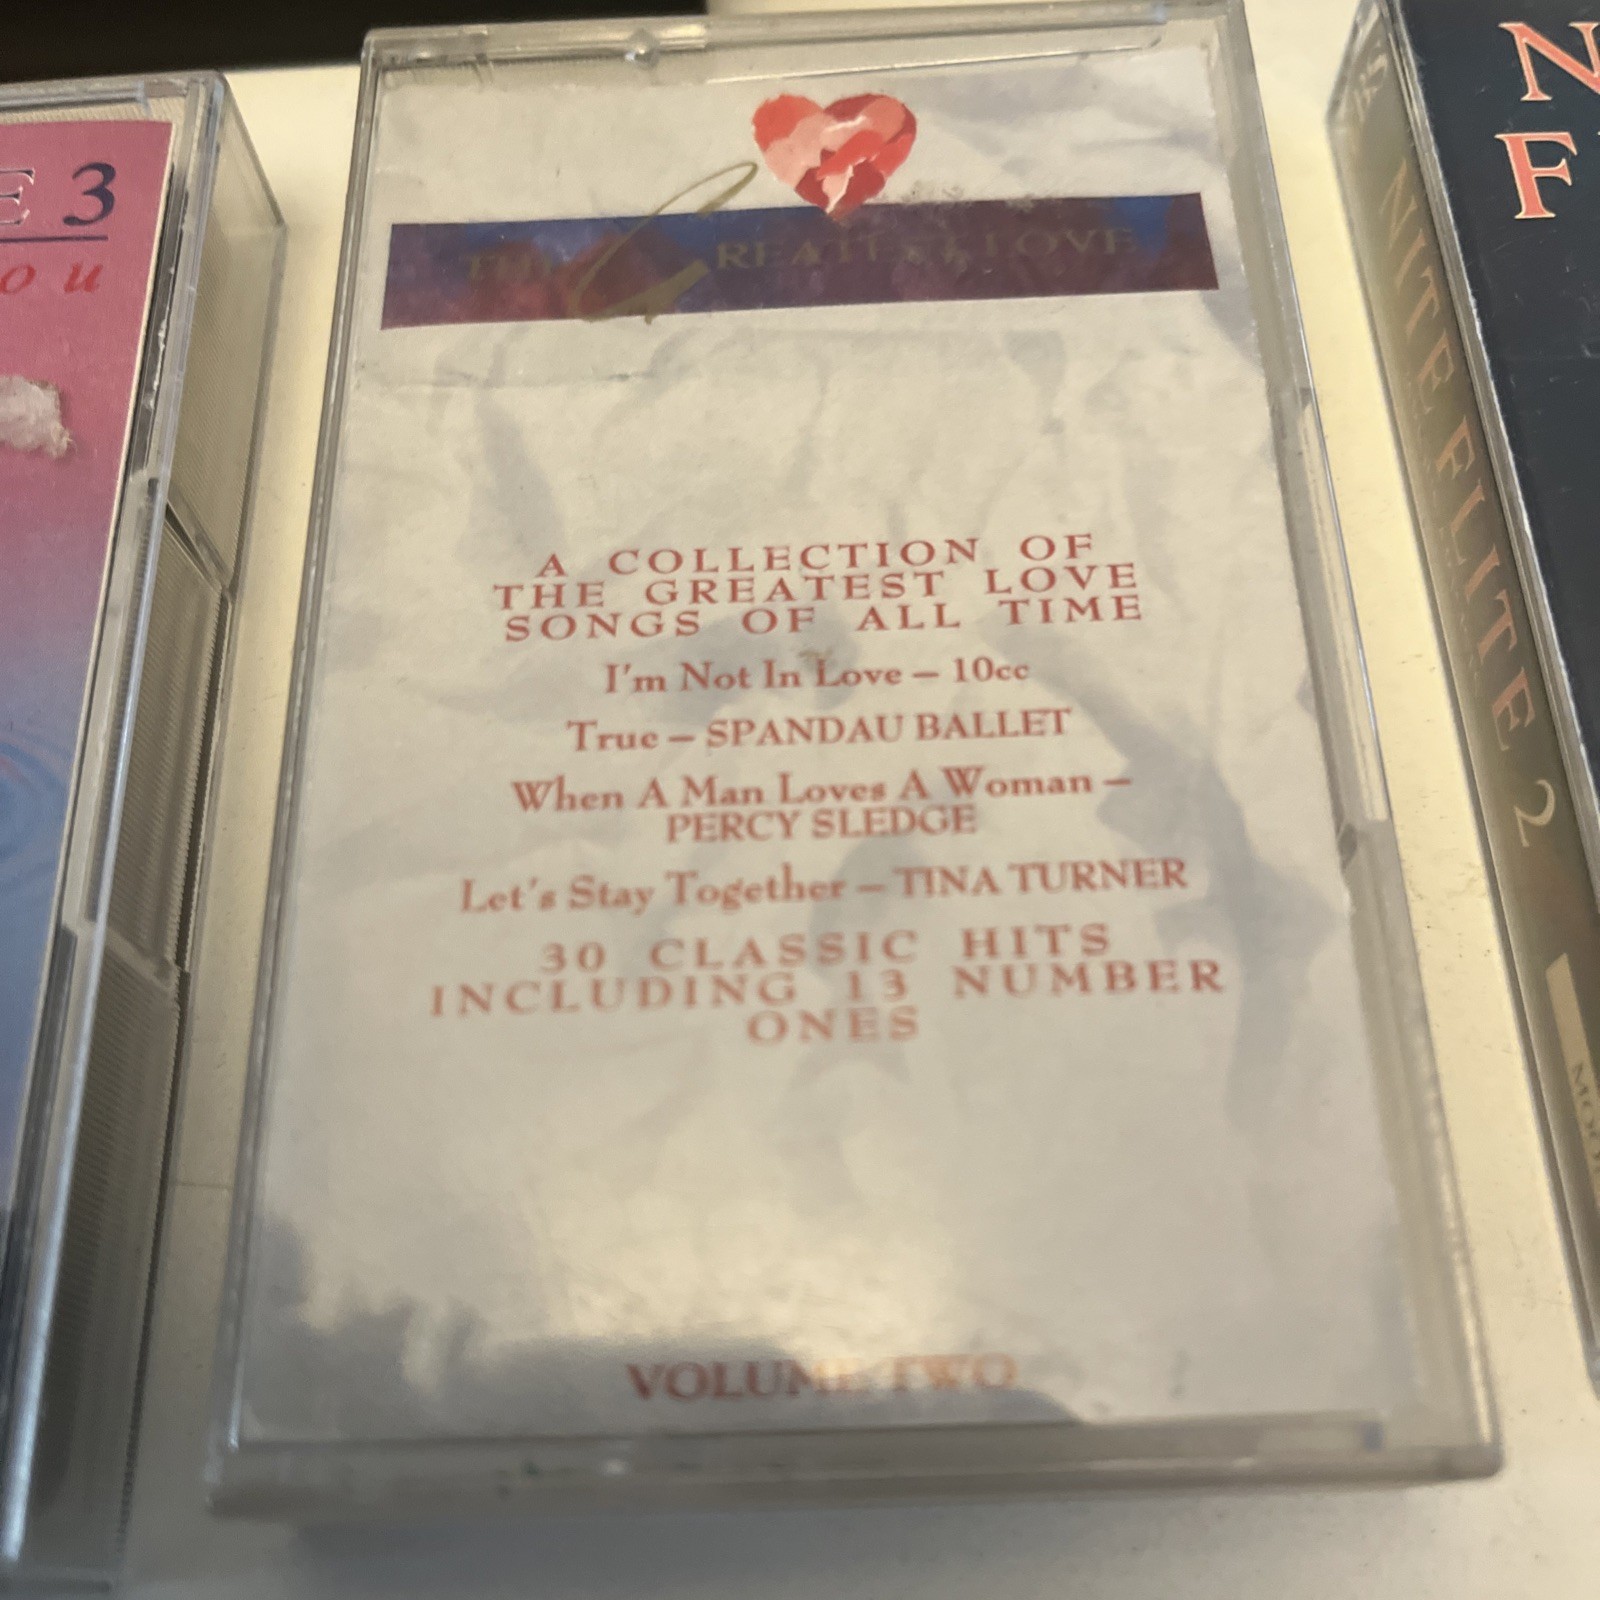 E 3
ou
THE GREATEST LOVE
A COLLECTION OF
THE GREATEST LOVE
SONGS OF ALL TIME
I'm Not In Love – 10cc
True – SPANDAU BALLET
When A Man Loves A Woman –
PERCY SLEDGE
Let's Stay Together – TINA TURNER
30 CLASSIC HITS
INCLUDING 13 NUMBER
ONES
VOLUME TWO
NITE FLITE 2
N
F